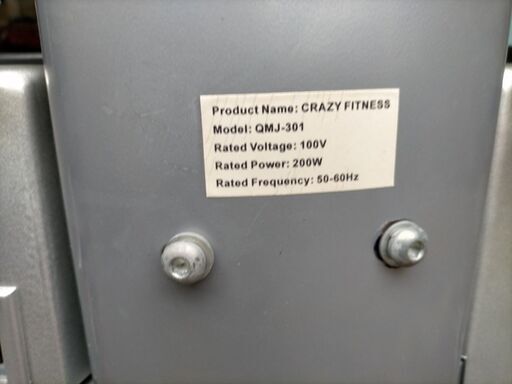 Product Name: CRAZY FITNESS
Model: QMJ-301
Rated Voltage: 100V
Rated Power: 200W
Rated Frequency: 50-60Hz